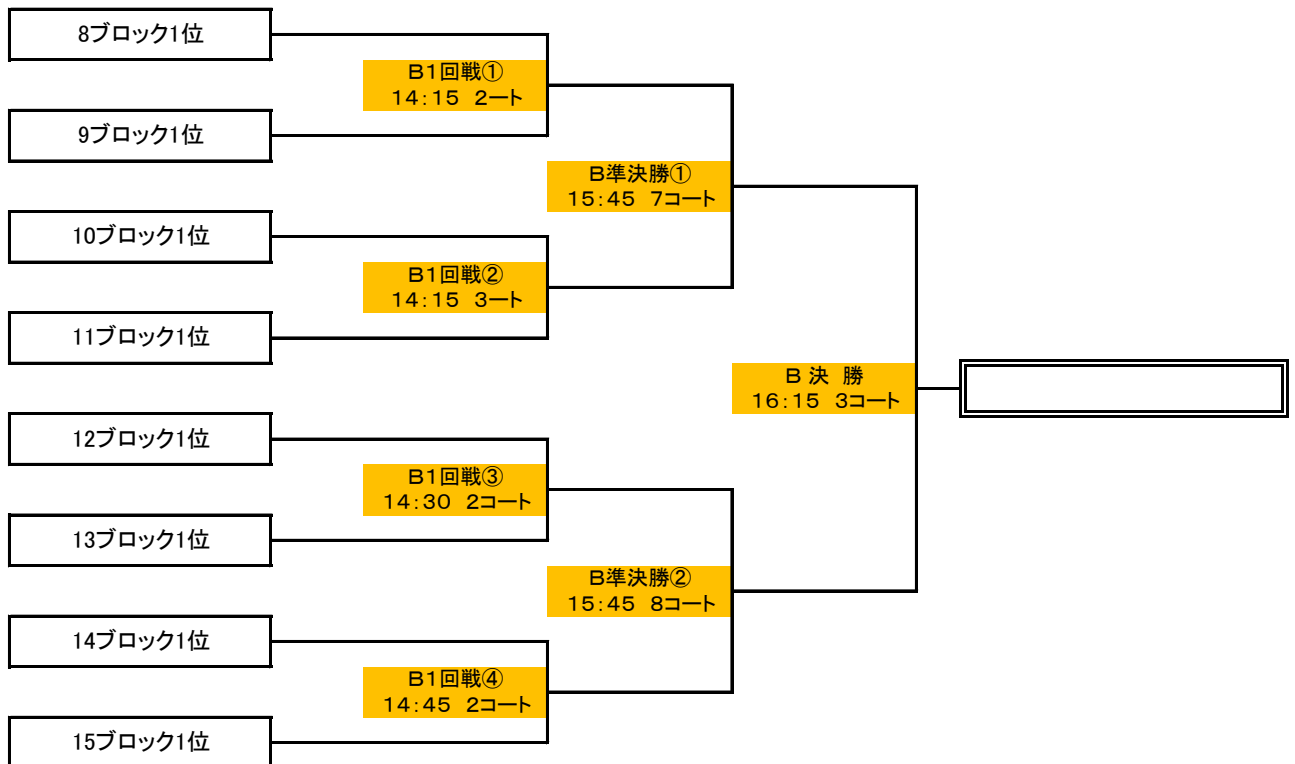 8ブロック1位
B1回戦①
14:15 2ート
9ブロック1位
B準決勝①
15:45 7コート
10ブロック1位
B1回戦②
14:15 3ート
11ブロック1位
B 決 勝
16:15 3コート
12ブロック1位
B1回戦③
14:30 2コート
13ブロック1位
B準決勝②
15:45 8コート
14ブロック1位
B1回戦④
14:45 2コート
15ブロック1位